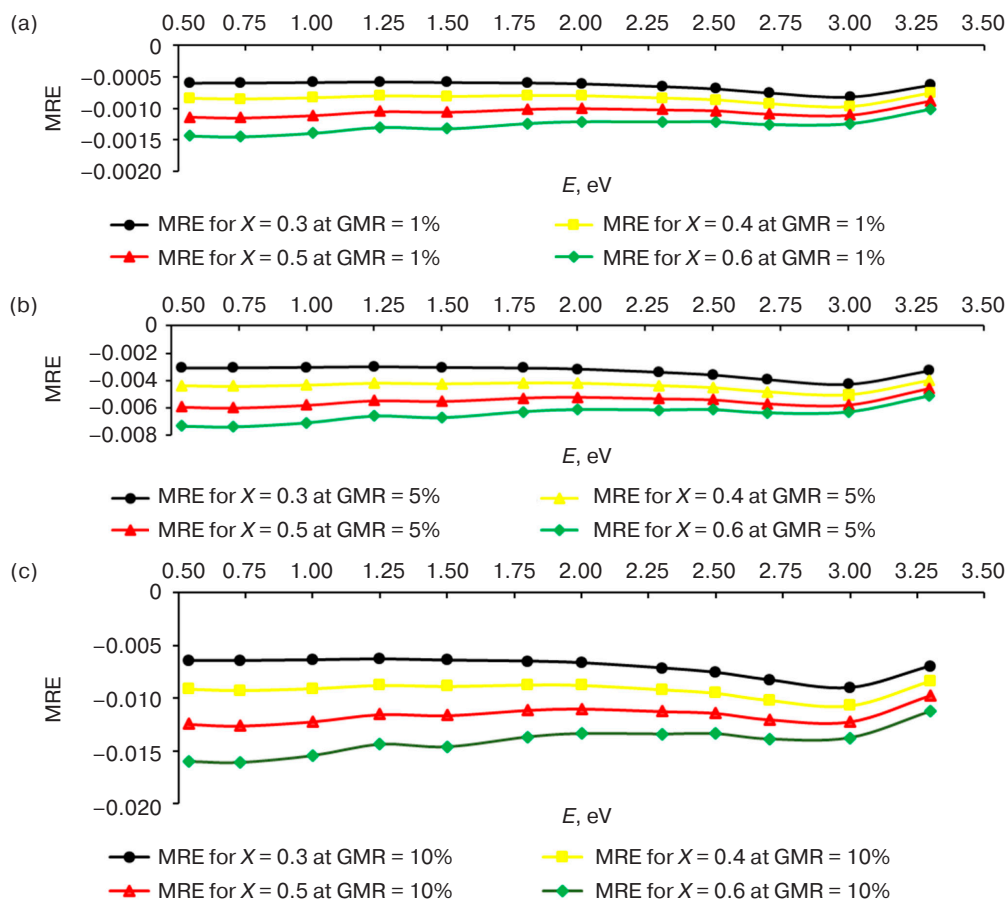 (a)
0.50 0.75 1.00 1.25 1.50 1.75 2.00 2.25 2.50 2.75 3.00 3.25 3.50
0
−0.0005
−0.0010
−0.0015
−0.0020
MRE
E, eV
MRE for X = 0.3 at GMR = 1% MRE for X = 0.4 at GMR = 1%
MRE for X = 0.5 at GMR = 1% MRE for X = 0.6 at GMR = 1%
(b)
0.50 0.75 1.00 1.25 1.50 1.75 2.00 2.25 2.50 2.75 3.00 3.25 3.50
0
−0.002
−0.004
−0.006
−0.008
MRE
E, eV
MRE for X = 0.3 at GMR = 5% MRE for X = 0.4 at GMR = 5%
MRE for X = 0.5 at GMR = 5% MRE for X = 0.6 at GMR = 5%
(c)
0.50 0.75 1.00 1.25 1.50 1.75 2.00 2.25 2.50 2.75 3.00 3.25 3.50
0
−0.005
−0.010
−0.015
−0.020
MRE
E, eV
MRE for X = 0.3 at GMR = 10% MRE for X = 0.4 at GMR = 10%
MRE for X = 0.5 at GMR = 10% MRE for X = 0.6 at GMR = 10%